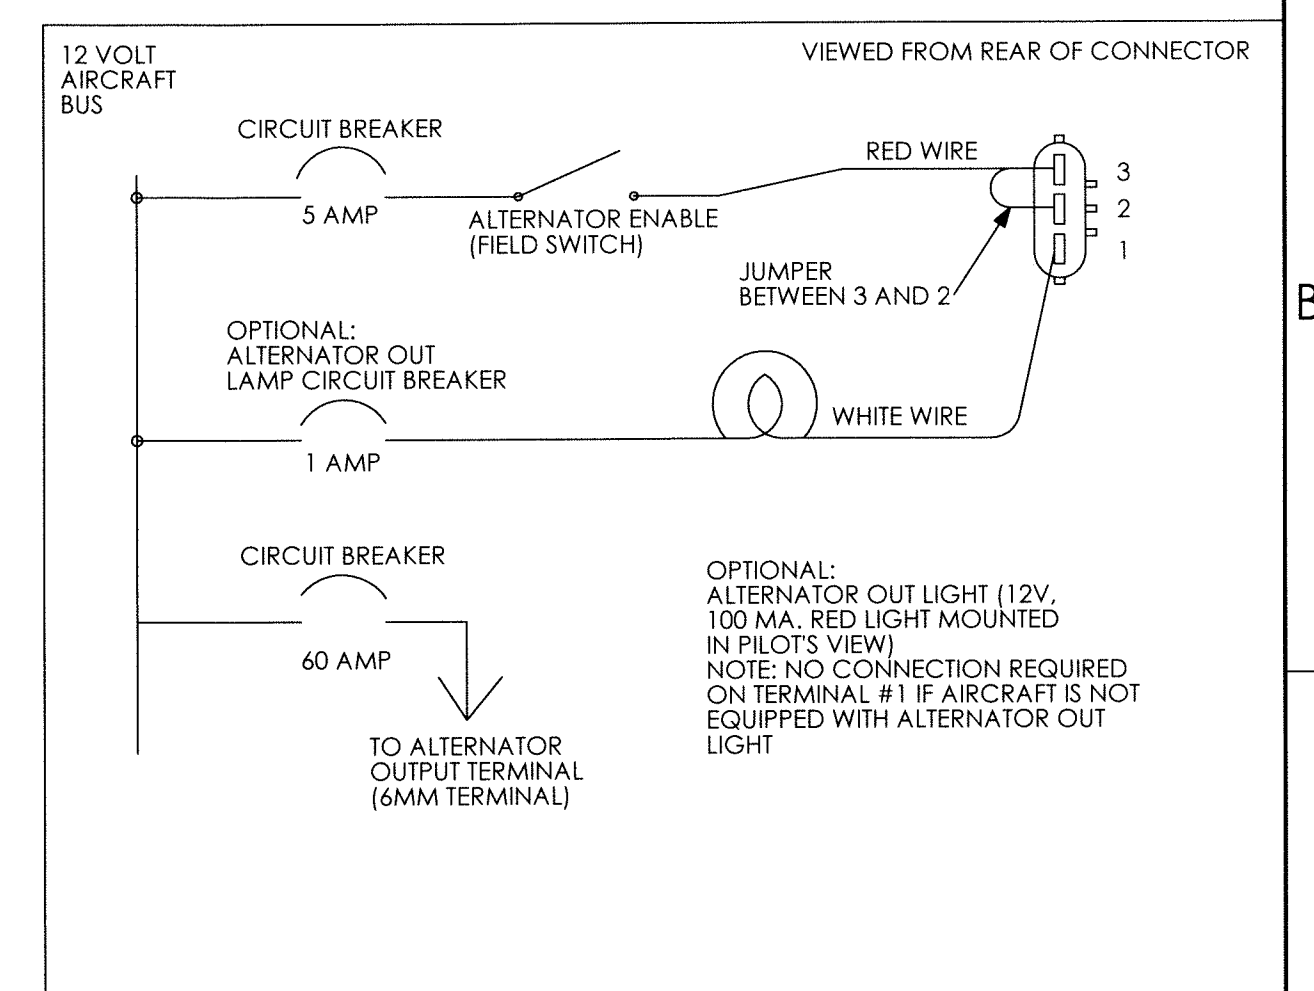 12 VOLT
AIRCRAFT
BUS
VIEWED FROM REAR OF CONNECTOR
CIRCUIT BREAKER
5 AMP
ALTERNATOR ENABLE
(FIELD SWITCH)
RED WIRE
3
2
1
JUMPER
BETWEEN 3 AND 2
B
OPTIONAL:
ALTERNATOR OUT
LAMP CIRCUIT BREAKER
1 AMP
WHITE WIRE
CIRCUIT BREAKER
60 AMP
TO ALTERNATOR
OUTPUT TERMINAL
(6MM TERMINAL)
OPTIONAL:
ALTERNATOR OUT LIGHT (12V,
100 MA. RED LIGHT MOUNTED
IN PILOT'S VIEW)
NOTE: NO CONNECTION REQUIRED
ON TERMINAL #1 IF AIRCRAFT IS NOT
EQUIPPED WITH ALTERNATOR OUT
LIGHT